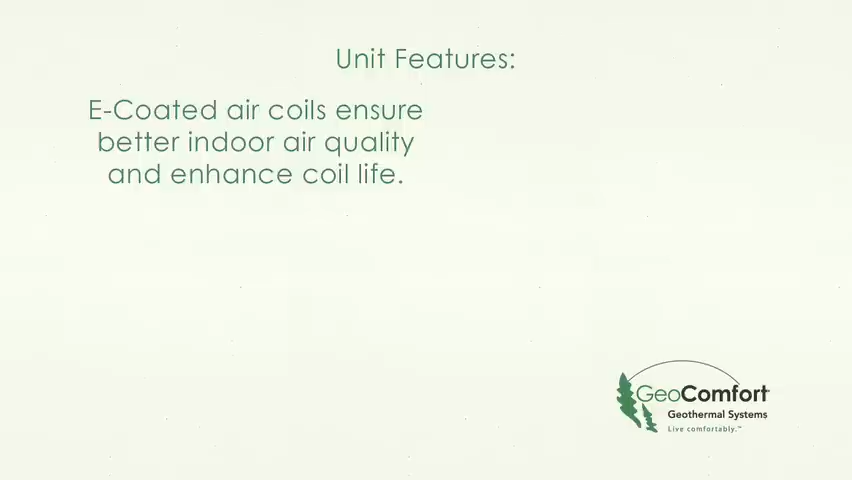 Unit Features:
E-Coated air coils ensure
better indoor air quality
and enhance coil life.
GeoComfort
Geothermal Systems
Live comfortably.™